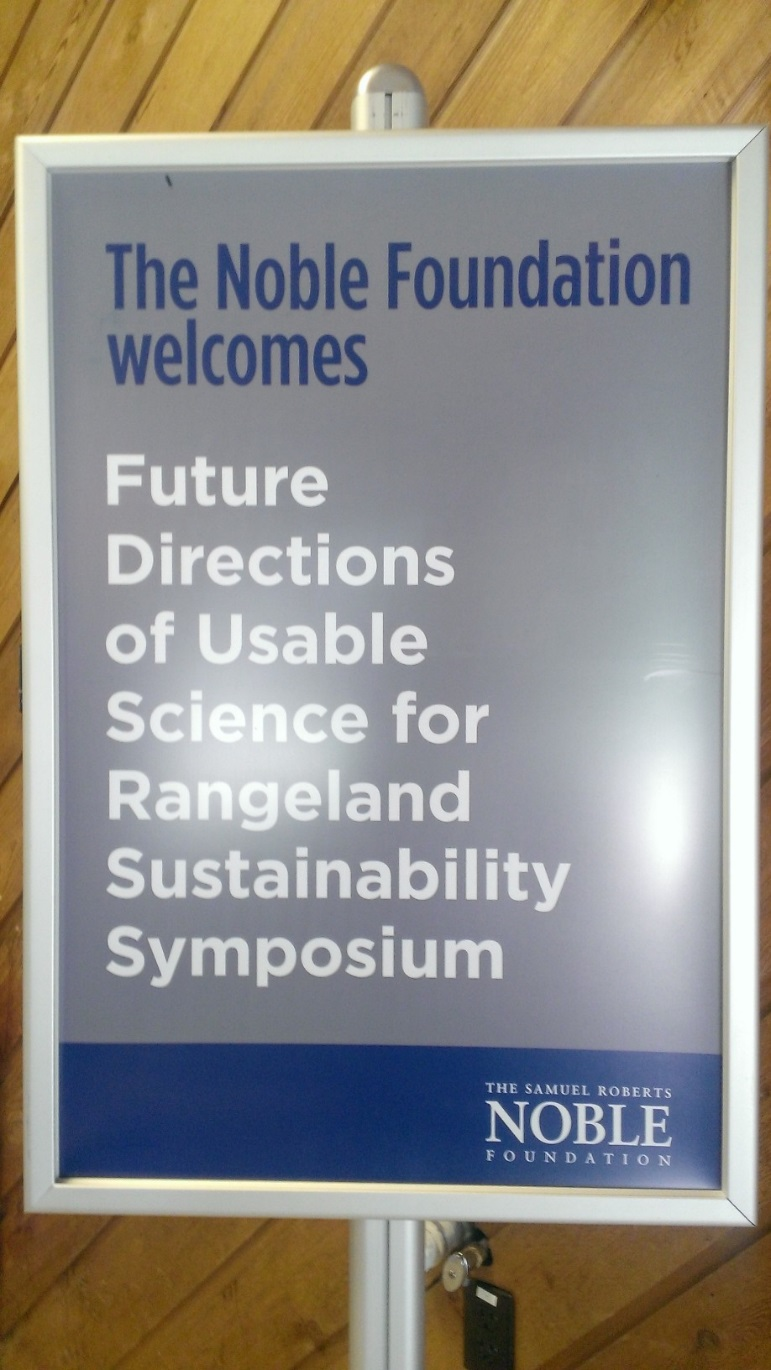 The Noble Foundation
welcomes
Future
Directions
of Usable
Science for
Rangeland
Sustainability
Symposium
THE SAMUEL ROBERTS
NOBLE
FOUNDATION